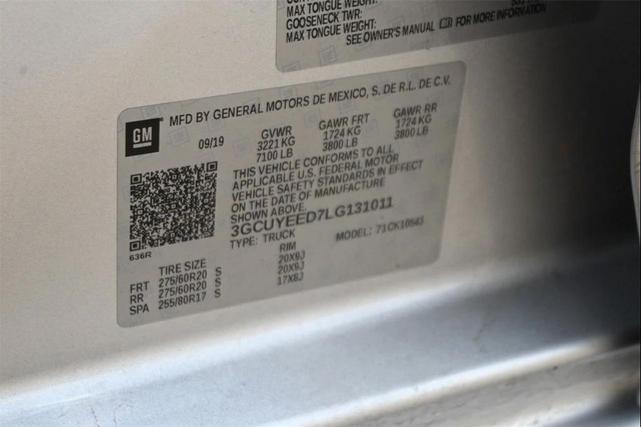 MAX TONGUE WEIGHT:
GOOSENECK TWR:
MAX TONGUE WEIGHT:
SEE OWNER'S MANUAL FOR MORE INFORMATION
GM
MFD BY GENERAL MOTORS DE MEXICO, S. DE R.L. DE C.V.
09/19
GVWR GAWR FRT GAWR RR
3221 KG 1724 KG 1724 KG
7100 LB 3800 LB 3800 LB
THIS VEHICLE CONFORMS TO ALL
APPLICABLE U.S. FEDERAL MOTOR
VEHICLE SAFETY STANDARDS IN EFFECT
ON THE DATE OF MANUFACTURE
SHOWN ABOVE.
3GCUYEED7LG131011
TYPE: TRUCK MODEL: 71CK10543
636R
TIRE SIZE RIM
FRT 275/60R20 S 20X9J
RR 275/60R20 S 20X9J
SPA 255/80R17 S 17X8J